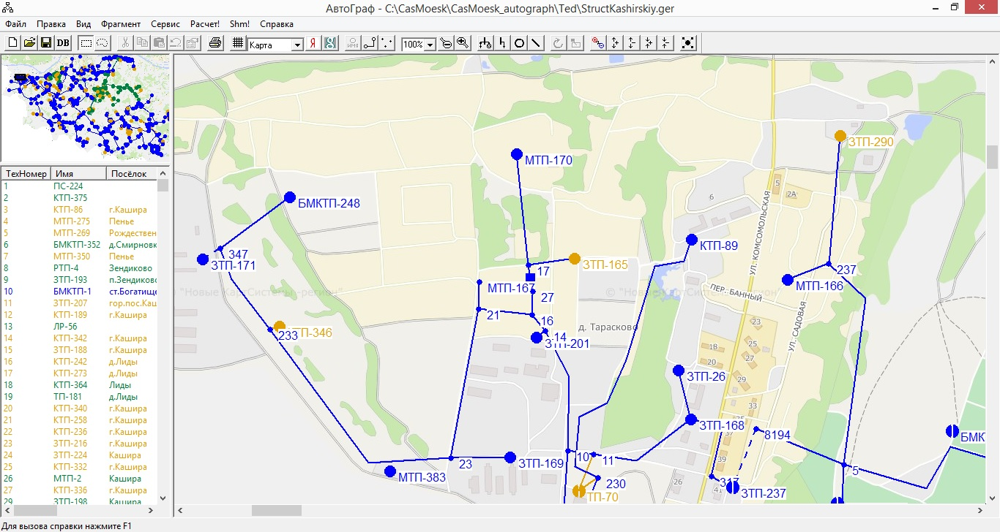 АвтоГраф - C:\CasMoesk\CasMoesk_autograph\Ted\StructKashirskiy.ger
Файл Правка Вид Фрагмент Сервис Расчет! Shm! Справка
DB Карта Я 100%
ТехНомер Имя Посёлок
1 ПС-224
2 КТП-375
3 КТП-86 г.Кашира
4 МТП-275 Пенье
5 МТП-269 Рождествен
6 БМКТП-352 д.Смирновк
7 МТП-350 Пенье
8 РТП-4 Зендиково
9 ЗТП-193 п.Зендиково
10 БМКТП-1 ст.Богатище
11 ЗТП-207 гор.пос.Каш
12 КТП-189 г.Кашира
13 ЛР-56
14 КТП-342 г.Кашира
15 ЗТП-188 г.Кашира
16 КТП-242 д.Лиды
17 КТП-273 д.Лиды
18 КТП-364 Лиды
19 ТП-181 д.Лиды
20 КТП-340 г.Кашира
21 КТП-258 г.Кашира
22 КТП-236 г.Кашира
23 ЗТП-216 г.Кашира
24 ЗТП-224 Кашира
25 КТП-332 г.Кашира
26 МТП-2 Кашира
27 КТП-336 г.Кашира
29 ЗТП-198 Кашира
ЗТП-290
МТП-170
5
2А
6
БМКТП-248
УЛ. КОМСОМОЛЬСКАЯ
КТП-89
347
ЗТП-171
ЗТП-165
17
237
МТП-166
МТП-167
27
ПЕР. БАННЫЙ
© "Новые КартСистемы-регион"
21
16
23
д. Тарасково
УЛ. САДОВАЯ
ТП-346
233
14
ЗТП-201
18
25
20
27
ЗТП-26
29
33
ЗТП-168
8194
БМК
10
11
39
23
ЗТП-169
5
МТП-383
230
26
317
41
ЗТП-237
ТП-70
Для вызова справки нажмите F1